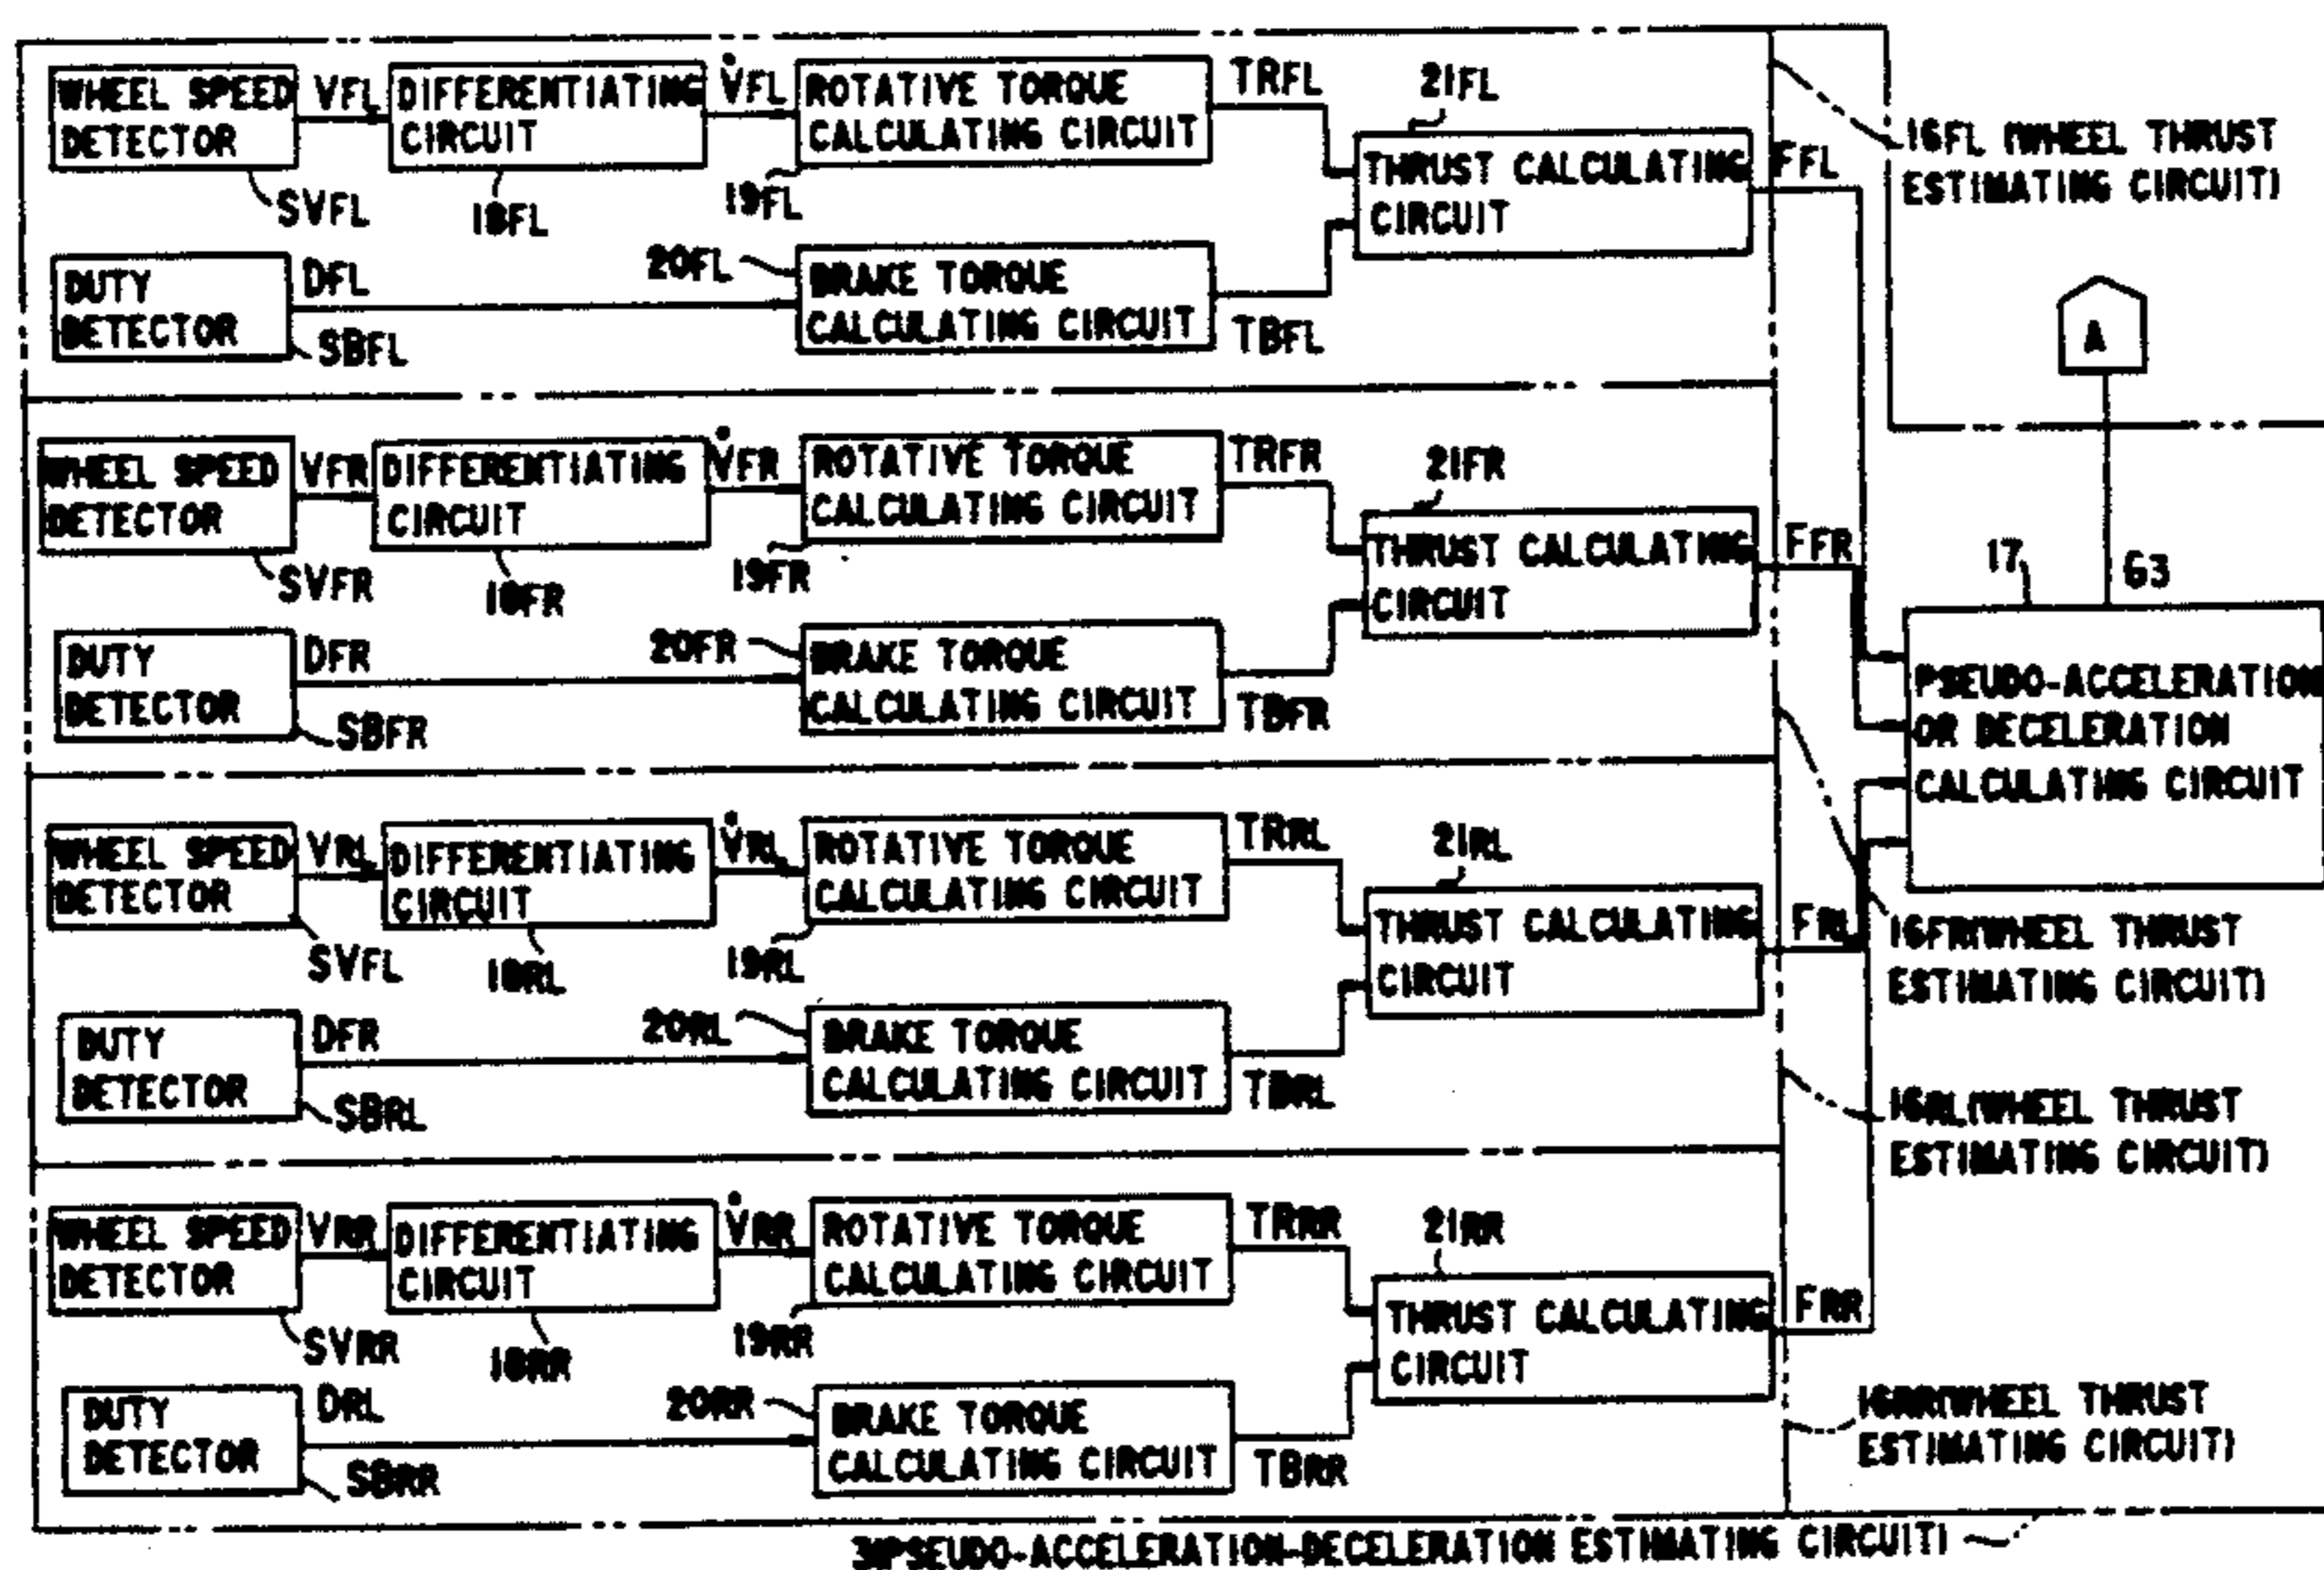 WHEEL SPEED
DETECTOR
VFL
DIFFERENTIATING
CIRCUIT
V̇FL
ROTATIVE TORQUE
CALCULATING CIRCUIT
TRFL
21FL
THRUST CALCULATING
CIRCUIT
FFL
16FL (WHEEL THRUST
ESTIMATING CIRCUIT)
SVFL
18FL
19FL
DUTY
DETECTOR
DFL
SBFL
20FL
BRAKE TORQUE
CALCULATING CIRCUIT
TBFL
A
WHEEL SPEED
DETECTOR
VFR
DIFFERENTIATING
CIRCUIT
V̇FR
ROTATIVE TORQUE
CALCULATING CIRCUIT
TRFR
21FR
THRUST CALCULATING
CIRCUIT
FFR
17
G3
SVFR
18FR
19FR
DUTY
DETECTOR
DFR
SBFR
20FR
BRAKE TORQUE
CALCULATING CIRCUIT
TBFR
PSEUDO-ACCELERATION
OR DECELERATION
CALCULATING CIRCUIT
WHEEL SPEED
DETECTOR
VRL
DIFFERENTIATING
CIRCUIT
V̇RL
ROTATIVE TORQUE
CALCULATING CIRCUIT
TRRL
21RL
THRUST CALCULATING
CIRCUIT
FRL
16FR(WHEEL THRUST
ESTIMATING CIRCUIT)
SVFL
18RL
19RL
DUTY
DETECTOR
DFR
SBRL
20RL
BRAKE TORQUE
CALCULATING CIRCUIT
TBRL
16RL(WHEEL THRUST
ESTIMATING CIRCUIT)
WHEEL SPEED
DETECTOR
VRR
DIFFERENTIATING
CIRCUIT
V̇RR
ROTATIVE TORQUE
CALCULATING CIRCUIT
TRRR
21RR
THRUST CALCULATING
CIRCUIT
FRR
SVRR
18RR
19RR
DUTY
DETECTOR
DRL
SBRR
20RR
BRAKE TORQUE
CALCULATING CIRCUIT
TBRR
16RR(WHEEL THRUST
ESTIMATING CIRCUIT)
3(PSEUDO-ACCELERATION-DECELERATION ESTIMATING CIRCUIT)